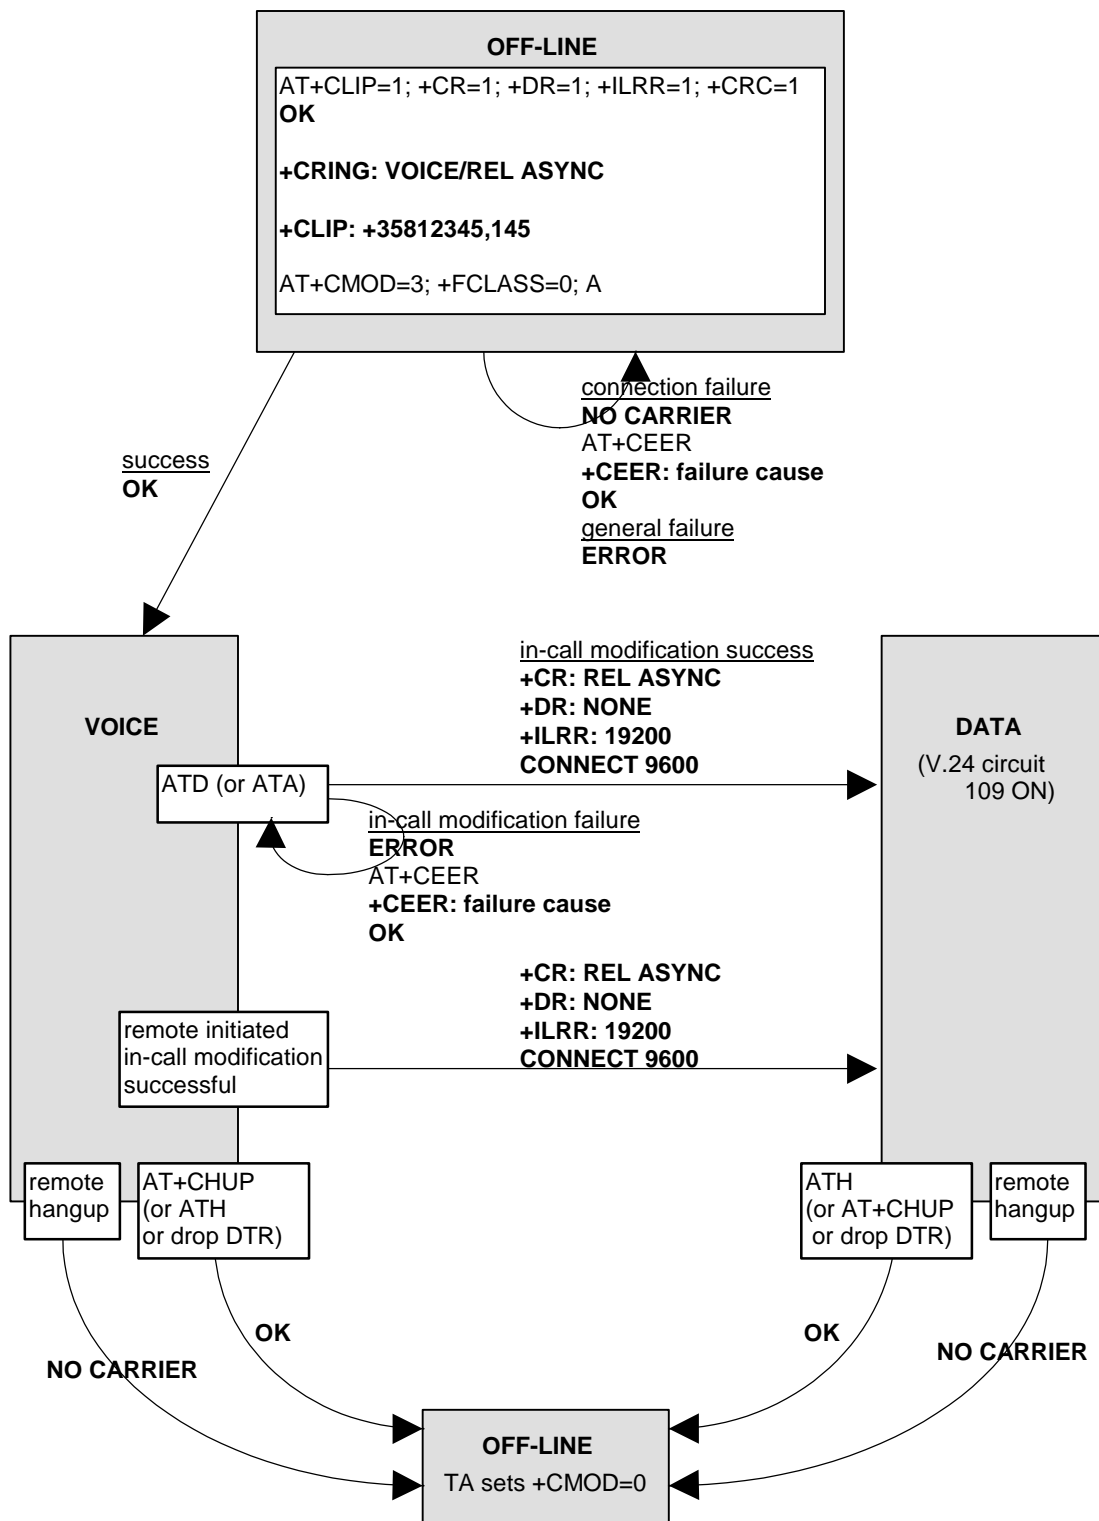 OFF-LINE
AT+CLIP=1; +CR=1; +DR=1; +ILRR=1; +CRC=1
OK
+CRING: VOICE/REL ASYNC
+CLIP: +35812345,145
AT+CMOD=3; +FCLASS=0; A
connection failure
NO CARRIER
AT+CEER
+CEER: failure cause
OK
general failure
ERROR
success
OK
VOICE
ATD (or ATA)
in-call modification success
+CR: REL ASYNC
+DR: NONE
+ILRR: 19200
CONNECT 9600
DATA
(V.24 circuit
109 ON)
in-call modification failure
ERROR
AT+CEER
+CEER: failure cause
OK
remote initiated
in-call modification
successful
+CR: REL ASYNC
+DR: NONE
+ILRR: 19200
CONNECT 9600
remote
hangup
AT+CHUP
(or ATH
or drop DTR)
ATH
(or AT+CHUP
or drop DTR)
remote
hangup
OK
NO CARRIER
OK
NO CARRIER
OFF-LINE
TA sets +CMOD=0